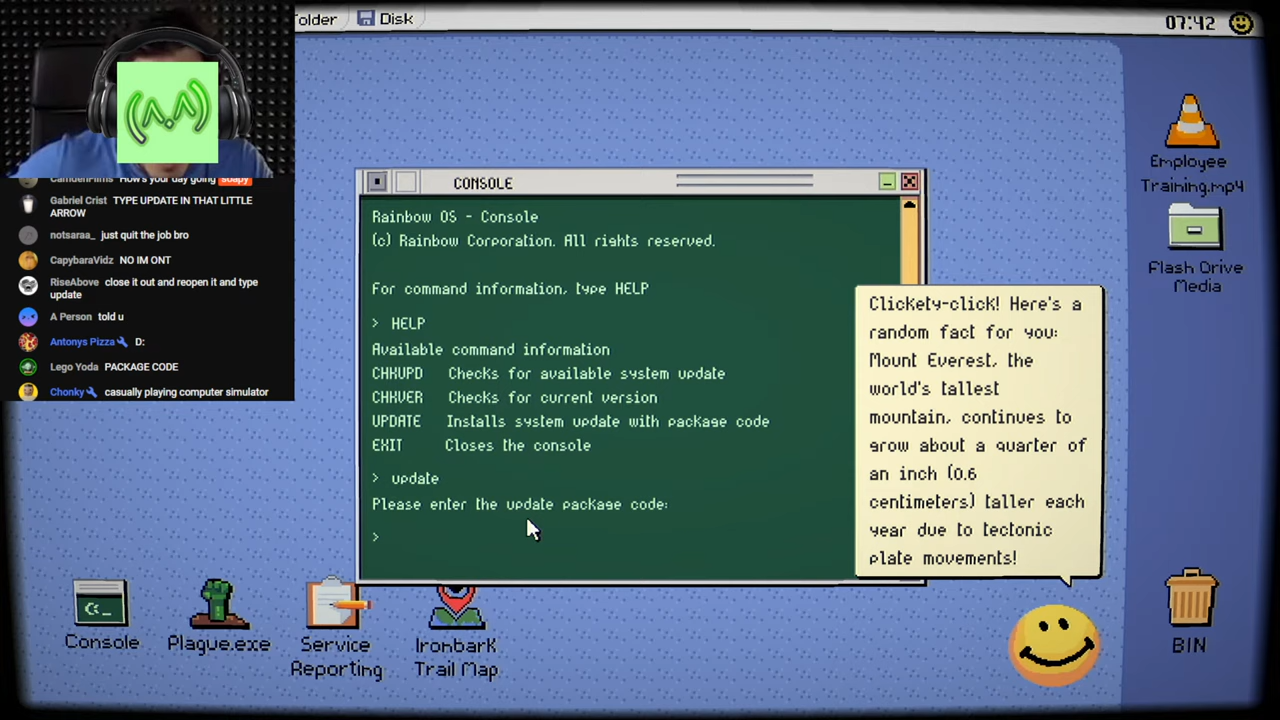 older
Disk
07:42
(^.^)
CamdenFilms How's your day going soapy
Gabriel Crist TYPE UPDATE IN THAT LITTLE
ARROW
notsaraa_ just quit the job bro
CapybaraVidz NO IM ONT
RiseAbove close it out and reopen it and type
update
A Person told u
Antonys Pizza D:
Lego Yoda PACKAGE CODE
Chonky casually playing computer simulator
CONSOLE
Rainbow OS - Console
(c) Rainbow Corporation. All rights reserved.
For command information, type HELP
> HELP
Available command information
CHKUPD Checks for available system update
CHKVER Checks for current version
UPDATE Installs system update with package code
EXIT Closes the console
> update
Please enter the update package code:
>
Clickety-click! Here's a
random fact for you:
Mount Everest, the
world's tallest
mountain, continues to
grow about a quarter of
an inch (0.6
centimeters) taller each
year due to tectonic
plate movements!
Employee
Training.mp4
Flash Drive
Media
Console
Plague.exe
Service
Reporting
Ironbark
Trail Map
BIN